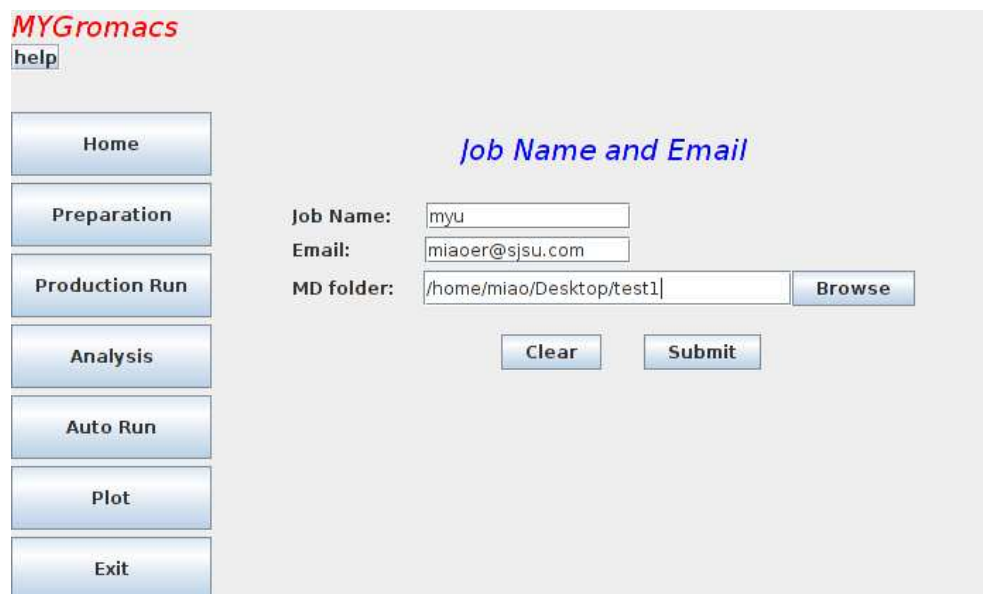 MYGromacs
help
Home
Preparation
Production Run
Analysis
Auto Run
Plot
Exit
Job Name and Email
Job Name: myu
Email: miaoer@sjsu.com
MD folder: /home/miao/Desktop/test1 Browse
Clear Submit